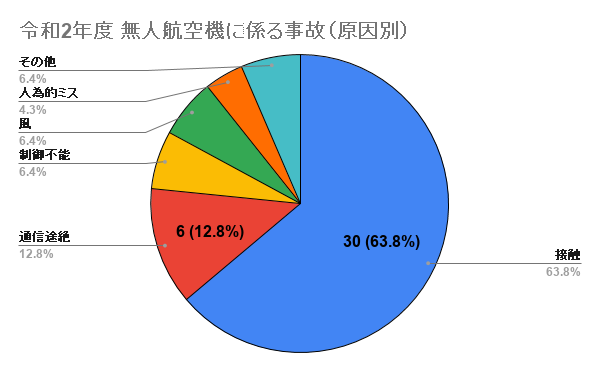 令和2年度 無人航空機に係る事故（原因別）
その他
6.4%
人為的ミス
4.3%
風
6.4%
制御不能
6.4%
通信途絶
12.8%
6 (12.8%)
30 (63.8%)
接触
63.8%